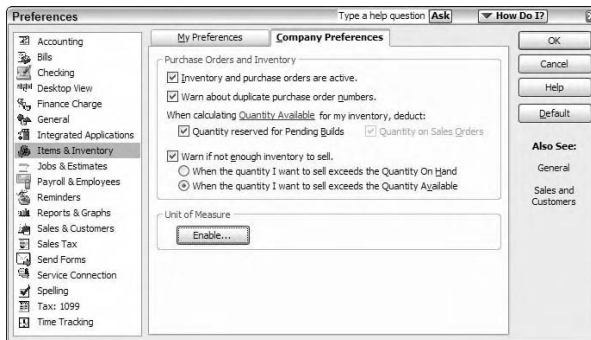 Preferences
Type a help question Ask
How Do I?
Accounting
Bills
Checking
Desktop View
Finance Charge
General
Integrated Applications
Items & Inventory
Jobs & Estimates
Payroll & Employees
Reminders
Reports & Graphs
Sales & Customers
Sales Tax
Send Forms
Service Connection
Spelling
Tax: 1099
Time Tracking
My Preferences
Company Preferences
Purchase Orders and Inventory
Inventory and purchase orders are active.
Warn about duplicate purchase order numbers.
When calculating Quantity Available for my inventory, deduct:
Quantity reserved for Pending Builds
Quantity on Sales Orders
Warn if not enough inventory to sell.
When the quantity I want to sell exceeds the Quantity On Hand
When the quantity I want to sell exceeds the Quantity Available
Unit of Measure
Enable...
OK
Cancel
Help
Default
Also See:
General
Sales and
Customers